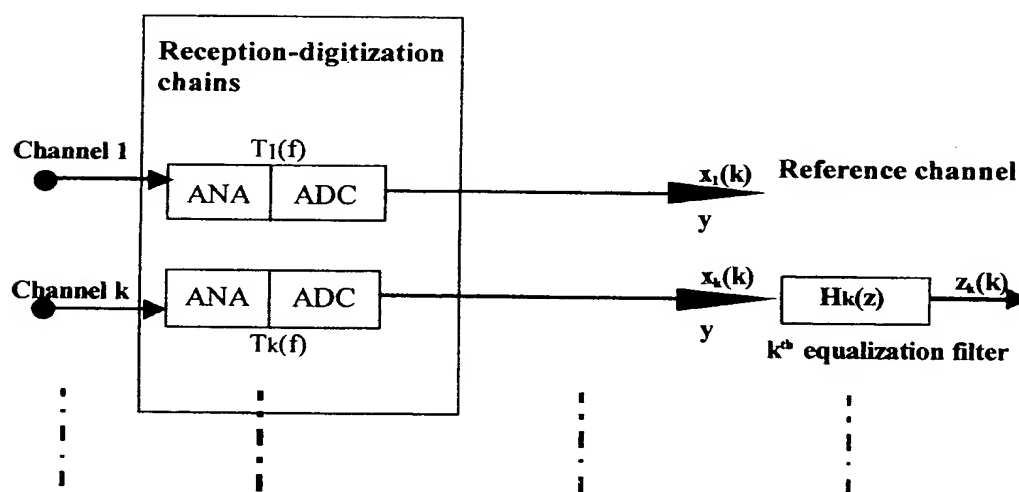 Reception-digitization
chains
Channel 1
T1(f)
ANA ADC
x1(k)
y
Reference channel
Channel k
ANA ADC
Tk(f)
xk(k)
y
Hk(z)
zk(k)
kth equalization filter